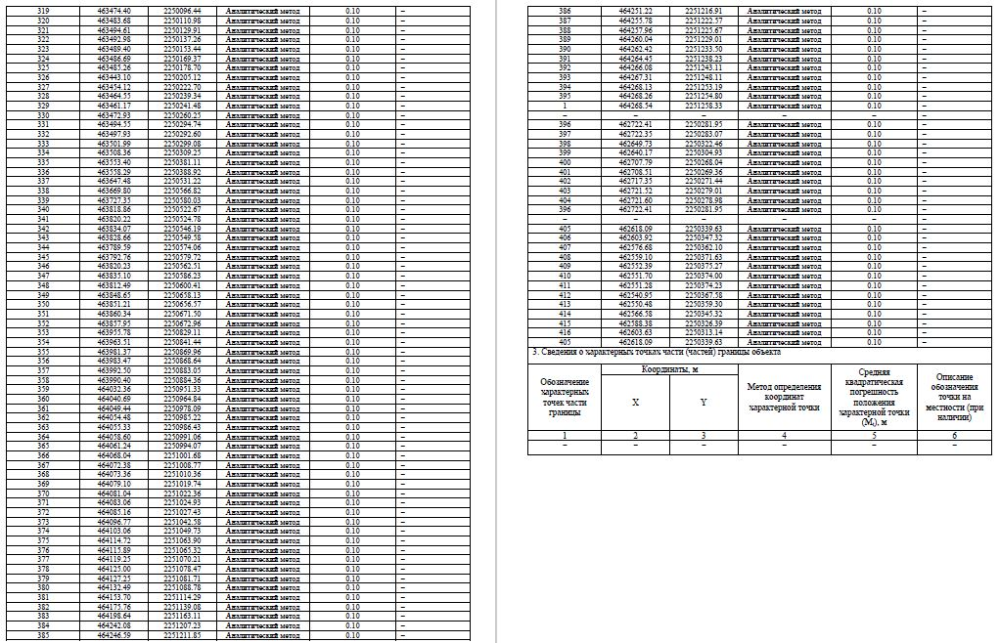 319 463474.40 2250096.44 Аналитический метод 0.10 –
320 463483.68 2250110.98 Аналитический метод 0.10 –
321 463494.61 2250129.91 Аналитический метод 0.10 –
322 463492.98 2250137.26 Аналитический метод 0.10 –
323 463489.40 2250153.44 Аналитический метод 0.10 –
324 463486.69 2250169.37 Аналитический метод 0.10 –
325 463485.26 2250178.70 Аналитический метод 0.10 –
326 463443.10 2250205.12 Аналитический метод 0.10 –
327 463454.12 2250222.70 Аналитический метод 0.10 –
328 463464.55 2250239.34 Аналитический метод 0.10 –
329 463461.17 2250241.48 Аналитический метод 0.10 –
330 463472.93 2250260.25 Аналитический метод 0.10 –
331 463494.55 2250294.74 Аналитический метод 0.10 –
332 463497.93 2250292.60 Аналитический метод 0.10 –
333 463501.99 2250299.08 Аналитический метод 0.10 –
334 463508.36 2250309.25 Аналитический метод 0.10 –
335 463553.40 2250381.11 Аналитический метод 0.10 –
336 463558.29 2250388.92 Аналитический метод 0.10 –
337 463647.48 2250531.22 Аналитический метод 0.10 –
338 463669.80 2250566.82 Аналитический метод 0.10 –
339 463727.35 2250580.03 Аналитический метод 0.10 –
340 463818.86 2250522.67 Аналитический метод 0.10 –
341 463820.22 2250524.78 Аналитический метод 0.10 –
342 463834.07 2250546.19 Аналитический метод 0.10 –
343 463828.66 2250549.58 Аналитический метод 0.10 –
344 463789.59 2250574.06 Аналитический метод 0.10 –
345 463792.76 2250579.72 Аналитический метод 0.10 –
346 463820.23 2250562.51 Аналитический метод 0.10 –
347 463835.10 2250586.23 Аналитический метод 0.10 –
348 463812.49 2250600.41 Аналитический метод 0.10 –
349 463848.65 2250658.13 Аналитический метод 0.10 –
350 463851.21 2250656.57 Аналитический метод 0.10 –
351 463860.34 2250671.50 Аналитический метод 0.10 –
352 463857.95 2250672.96 Аналитический метод 0.10 –
353 463955.78 2250829.11 Аналитический метод 0.10 –
354 463963.51 2250841.44 Аналитический метод 0.10 –
355 463981.37 2250869.96 Аналитический метод 0.10 –
356 463983.47 2250868.64 Аналитический метод 0.10 –
357 463992.50 2250883.05 Аналитический метод 0.10 –
358 463990.40 2250884.36 Аналитический метод 0.10 –
359 464032.36 2250951.33 Аналитический метод 0.10 –
360 464040.69 2250964.84 Аналитический метод 0.10 –
361 464049.44 2250978.09 Аналитический метод 0.10 –
362 464054.48 2250985.22 Аналитический метод 0.10 –
363 464055.33 2250986.43 Аналитический метод 0.10 –
364 464058.60 2250991.06 Аналитический метод 0.10 –
365 464061.24 2250994.07 Аналитический метод 0.10 –
366 464068.04 2251001.68 Аналитический метод 0.10 –
367 464072.38 2251008.77 Аналитический метод 0.10 –
368 464073.36 2251010.36 Аналитический метод 0.10 –
369 464079.10 2251019.74 Аналитический метод 0.10 –
370 464081.04 2251022.36 Аналитический метод 0.10 –
371 464083.06 2251024.93 Аналитический метод 0.10 –
372 464085.16 2251027.43 Аналитический метод 0.10 –
373 464096.77 2251042.58 Аналитический метод 0.10 –
374 464103.06 2251049.73 Аналитический метод 0.10 –
375 464114.72 2251063.90 Аналитический метод 0.10 –
376 464115.89 2251065.32 Аналитический метод 0.10 –
377 464119.25 2251070.21 Аналитический метод 0.10 –
378 464125.00 2251078.47 Аналитический метод 0.10 –
379 464127.25 2251081.71 Аналитический метод 0.10 –
380 464132.49 2251088.78 Аналитический метод 0.10 –
381 464153.70 2251114.29 Аналитический метод 0.10 –
382 464175.76 2251139.08 Аналитический метод 0.10 –
383 464198.64 2251163.11 Аналитический метод 0.10 –
384 464242.08 2251207.23 Аналитический метод 0.10 –
385 464246.59 2251211.85 Аналитический метод 0.10 –
386 464251.22 2251216.91 Аналитический метод 0.10 –
387 464255.78 2251222.57 Аналитический метод 0.10 –
388 464257.96 2251225.67 Аналитический метод 0.10 –
389 464260.04 2251229.01 Аналитический метод 0.10 –
390 464262.42 2251233.50 Аналитический метод 0.10 –
391 464264.45 2251238.23 Аналитический метод 0.10 –
392 464266.08 2251243.11 Аналитический метод 0.10 –
393 464267.31 2251248.11 Аналитический метод 0.10 –
394 464268.13 2251253.19 Аналитический метод 0.10 –
395 464268.26 2251254.80 Аналитический метод 0.10 –
1 464268.54 2251258.33 Аналитический метод 0.10 –
– – – – – –
396 462722.41 2250281.95 Аналитический метод 0.10 –
397 462722.35 2250283.07 Аналитический метод 0.10 –
398 462649.73 2250322.46 Аналитический метод 0.10 –
399 462640.17 2250304.93 Аналитический метод 0.10 –
400 462707.79 2250268.04 Аналитический метод 0.10 –
401 462708.51 2250269.36 Аналитический метод 0.10 –
402 462717.35 2250271.44 Аналитический метод 0.10 –
403 462721.52 2250279.01 Аналитический метод 0.10 –
404 462721.60 2250278.98 Аналитический метод 0.10 –
396 462722.41 2250281.95 Аналитический метод 0.10 –
– – – – – –
405 462618.09 2250339.63 Аналитический метод 0.10 –
406 462603.92 2250347.32 Аналитический метод 0.10 –
407 462576.68 2250362.10 Аналитический метод 0.10 –
408 462559.10 2250371.63 Аналитический метод 0.10 –
409 462552.39 2250375.27 Аналитический метод 0.10 –
410 462551.70 2250374.00 Аналитический метод 0.10 –
411 462551.28 2250374.23 Аналитический метод 0.10 –
412 462540.95 2250367.58 Аналитический метод 0.10 –
413 462550.48 2250359.30 Аналитический метод 0.10 –
414 462566.58 2250345.32 Аналитический метод 0.10 –
415 462588.38 2250326.39 Аналитический метод 0.10 –
416 462603.63 2250313.14 Аналитический метод 0.10 –
405 462618.09 2250339.63 Аналитический метод 0.10 –
3. Сведения о характерных точках части (частей) границы объекта
Обозначение
характерных
точек части
границы
Координаты, м
X Y
Метод определения
координат
характерной точки
Средняя
квадратическая
погрешность
положения
характерной точки
(Mₜ), м
Описание
обозначения
точки на
местности (при
наличии)
1 2 3 4 5 6
– – – – – –